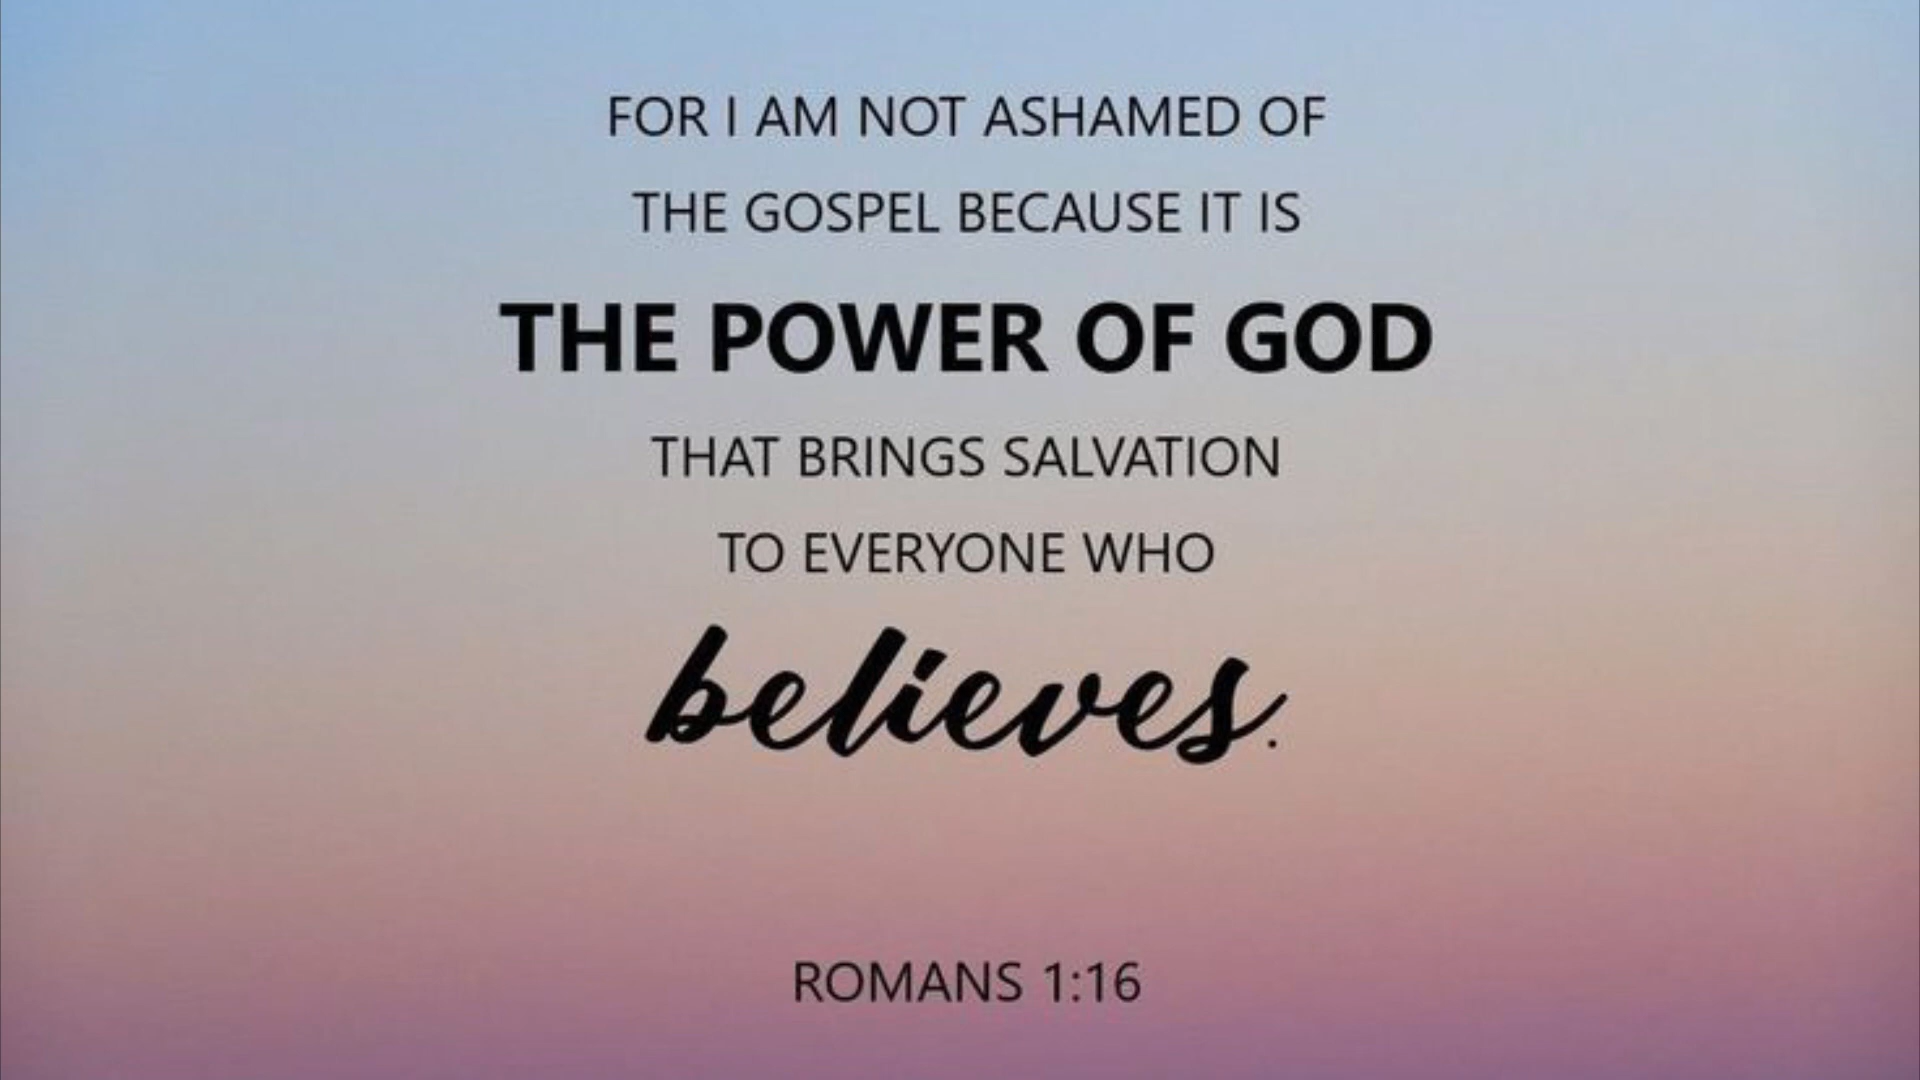 FOR I AM NOT ASHAMED OF
THE GOSPEL BECAUSE IT IS
THE POWER OF GOD
THAT BRINGS SALVATION
TO EVERYONE WHO
believes.
ROMANS 1:16